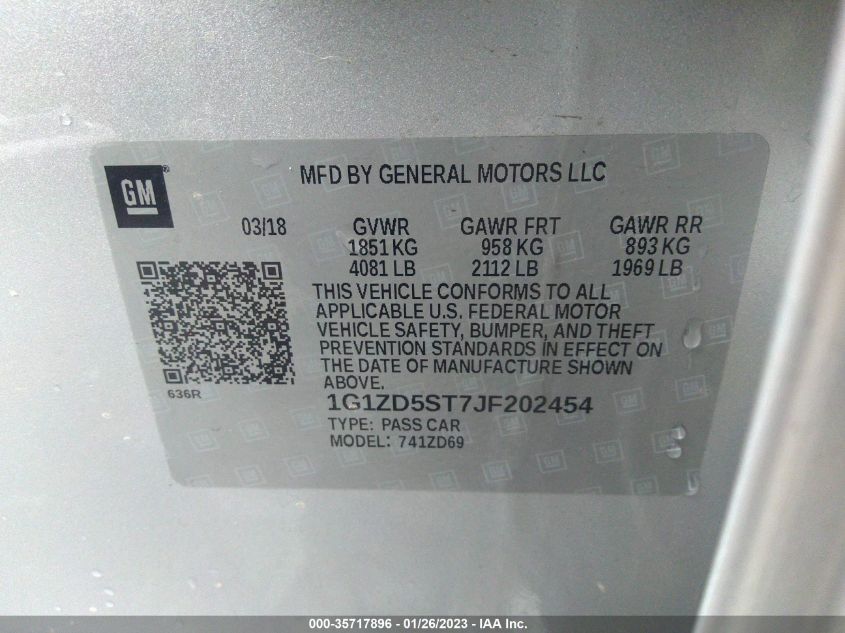 GM
MFD BY GENERAL MOTORS LLC
03/18 GVWR GAWR FRT GAWR RR
1851 KG 958 KG 893 KG
4081 LB 2112 LB 1969 LB
THIS VEHICLE CONFORMS TO ALL
APPLICABLE U.S. FEDERAL MOTOR
VEHICLE SAFETY, BUMPER, AND THEFT
PREVENTION STANDARDS IN EFFECT ON
THE DATE OF MANUFACTURE SHOWN
ABOVE.
636R
1G1ZD5ST7JF202454
TYPE: PASS CAR
MODEL: 741ZD69
000-35717896 - 01/26/2023 - IAA Inc.